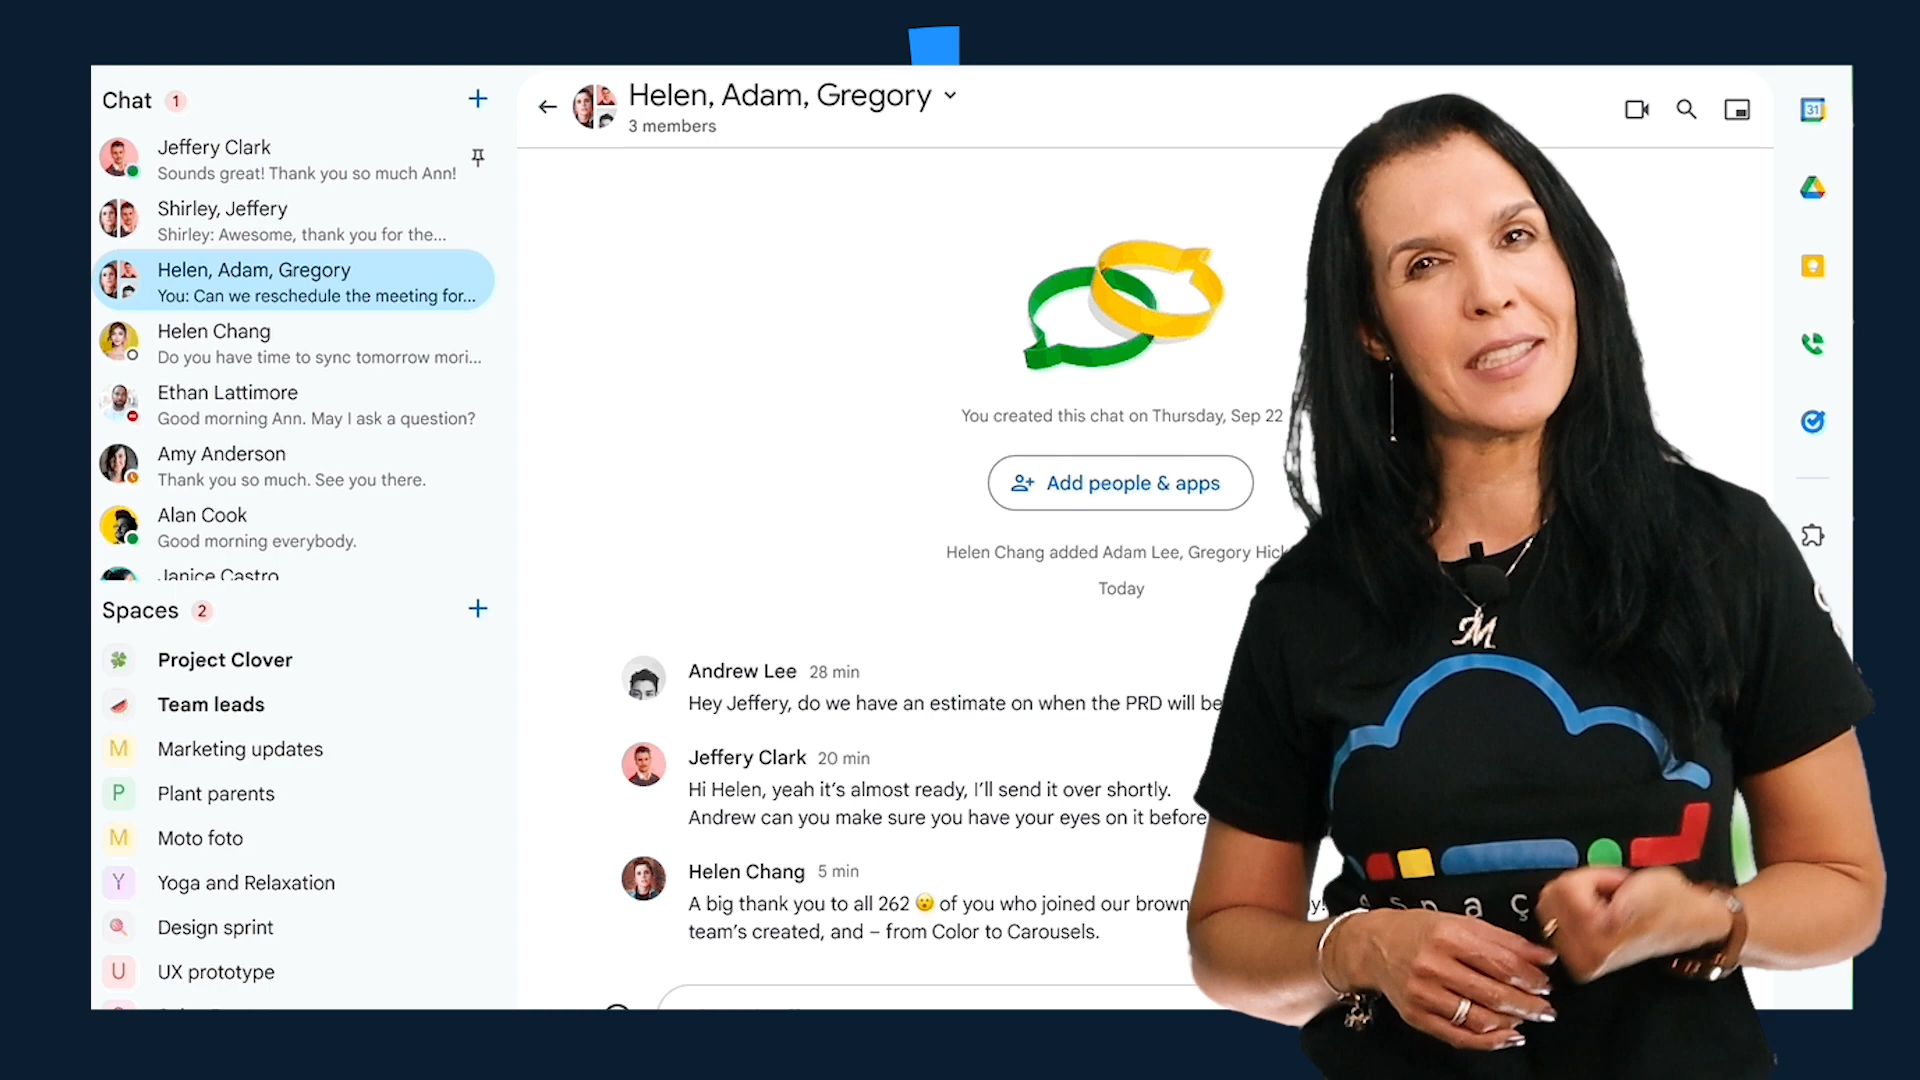 Chat 1
Jeffery Clark
Sounds great! Thank you so much Ann!
Shirley, Jeffery
Shirley: Awesome, thank you for the...
Helen, Adam, Gregory
You: Can we reschedule the meeting for...
Helen Chang
Do you have time to sync tomorrow mori...
Ethan Lattimore
Good morning Ann. May I ask a question?
Amy Anderson
Thank you so much. See you there.
Alan Cook
Good morning everybody.
Janice Castro
Spaces 2
Project Clover
Team leads
M Marketing updates
P Plant parents
M Moto foto
Y Yoga and Relaxation
Design sprint
U UX prototype
Helen, Adam, Gregory
3 members
31
You created this chat on Thursday, Sep 22
Add people & apps
Helen Chang added Adam Lee, Gregory
Today
Andrew Lee 28 min
Hey Jeffery, do we have an estimate on when the PRD will be
Jeffery Clark 20 min
Hi Helen, yeah it's almost ready, I'll send it over shortly.
Andrew can you make sure you have your eyes on it before
Helen Chang 5 min
A big thank you to all 262 😮 of you who joined our brown
team's created, and – from Color to Carousels.
M